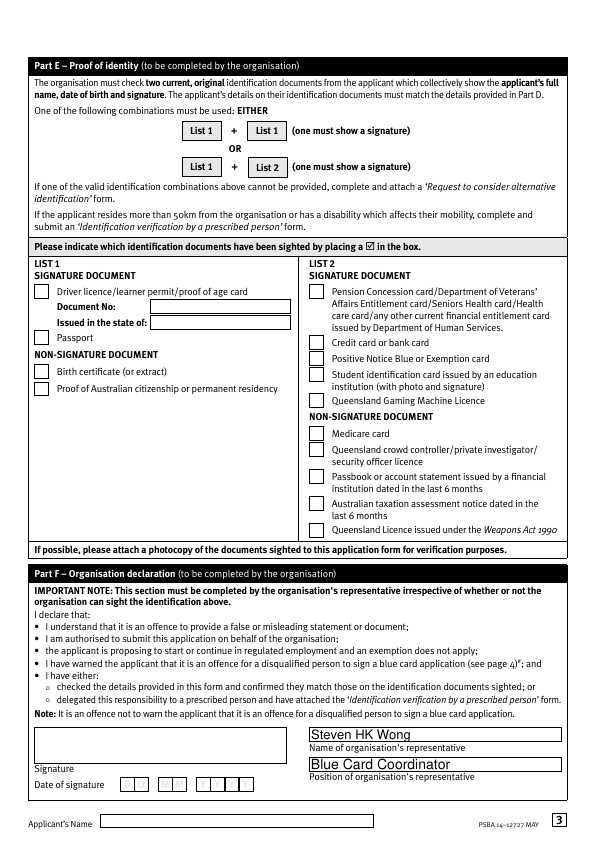 Part E – Proof of identity (to be completed by the organisation)
The organisation must check two current, original identification documents from the applicant which collectively show the applicant's full
name, date of birth and signature. The applicant's details on their identification documents must match the details provided in Part D.
One of the following combinations must be used: EITHER
List 1 + List 1 (one must show a signature)
OR
List 1 + List 2 (one must show a signature)
If one of the valid identification combinations above cannot be provided, complete and attach a 'Request to consider alternative
identification' form.
If the applicant resides more than 50km from the organisation or has a disability which affects their mobility, complete and
submit an 'Identification verification by a prescribed person' form.
Please indicate which identification documents have been sighted by placing a ☑ in the box.
LIST 1
SIGNATURE DOCUMENT
Driver licence/learner permit/proof of age card
Document No:
Issued in the state of:
Passport
NON-SIGNATURE DOCUMENT
Birth certificate (or extract)
Proof of Australian citizenship or permanent residency
LIST 2
SIGNATURE DOCUMENT
Pension Concession card/Department of Veterans'
Affairs Entitlement card/Seniors Health card/Health
care card/any other current financial entitlement card
issued by Department of Human Services.
Credit card or bank card
Positive Notice Blue or Exemption card
Student identification card issued by an education
institution (with photo and signature)
Queensland Gaming Machine Licence
NON-SIGNATURE DOCUMENT
Medicare card
Queensland crowd controller/private investigator/
security officer licence
Passbook or account statement issued by a financial
institution dated in the last 6 months
Australian taxation assessment notice dated in the
last 6 months
Queensland Licence issued under the Weapons Act 1990
If possible, please attach a photocopy of the documents sighted to this application form for verification purposes.
Part F – Organisation declaration (to be completed by the organisation)
IMPORTANT NOTE: This section must be completed by the organisation's representative irrespective of whether or not the
organisation can sight the identification above.
I declare that:
• I understand that it is an offence to provide a false or misleading statement or document;
• I am authorised to submit this application on behalf of the organisation;
• the applicant is proposing to start or continue in regulated employment and an exemption does not apply;
• I have warned the applicant that it is an offence for a disqualified person to sign a blue card application (see page 4)#; and
• I have either:
○ checked the details provided in this form and confirmed they match those on the identification documents sighted; or
○ delegated this responsibility to a prescribed person and have attached the 'Identification verification by a prescribed person' form.
Note: It is an offence not to warn the applicant that it is an offence for a disqualified person to sign a blue card application.
Signature
Date of signature D D M M Y Y Y Y
Steven HK Wong
Name of organisation's representative
Blue Card Coordinator
Position of organisation's representative
Applicant's Name
PSBA 14-12727 MAY
3